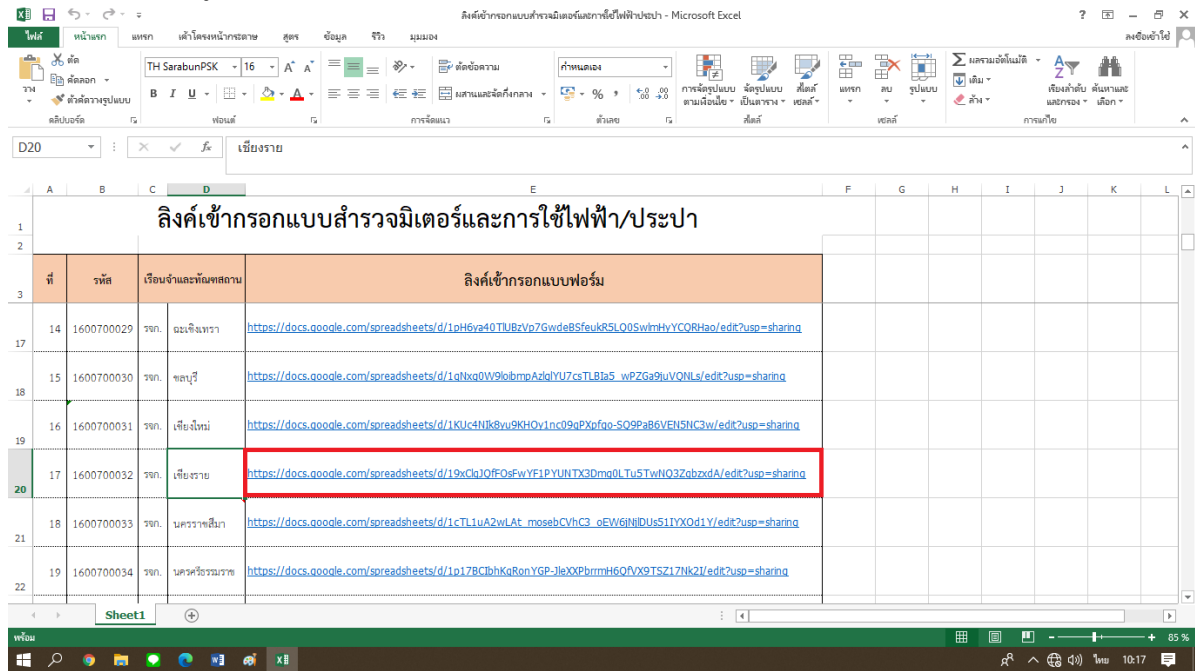 ลิงค์เข้ากรอกแบบสำรวจมิเตอร์และการใช้ไฟฟ้าประปา - Microsoft Excel
ไฟล์ หน้าแรก แทรก เค้าโครงหน้ากระดาษ สูตร ข้อมูล รีวิว มุมมอง ลงชื่อเข้าใช้
วาง ตัด คัดลอก ตัวคัดวางรูปแบบ
TH SarabunPSK 16 ตัดข้อความ กำหนดเอง
B I U A ผสานและจัดกึ่งกลาง % ,
การจัดรูปแบบตามเงื่อนไข จัดรูปแบบเป็นตาราง สไตล์เซลล์ แทรก ลบ รูปแบบ
ผลรวมอัตโนมัติ เติม ล้าง เรียงลำดับและกรอง ค้นหาและเลือก
คลิปบอร์ด ฟอนต์ การจัดแนว ตัวเลข สไตล์ เซลล์ การแก้ไข
D20 fx เชียงราย
A B C D E F G H I J K L
1 ลิงค์เข้ากรอกแบบสำรวจมิเตอร์และการใช้ไฟฟ้า/ประปา
2
3 ที่ รหัส เรือนจำและทัณฑสถาน ลิงค์เข้ากรอกแบบฟอร์ม
17 14 1600700029 รจก. ฉะเชิงเทรา https://docs.google.com/spreadsheets/d/1pH6ya40TlUBzVp7GwdeBSfeukR5LQ0SwlmHyYCQRHao/edit?usp=sharing
18 15 1600700030 รจก. ชลบุรี https://docs.google.com/spreadsheets/d/1gNxg0W9loibmpAzlglYU7csTLBIa5_wPZGa9juVQNLs/edit?usp=sharing
19 16 1600700031 รจก. เชียงใหม่ https://docs.google.com/spreadsheets/d/1KUc4NIk8vu9KHOv1nc09gPXpfgo-SQ9PaB6VEN5NC3w/edit?usp=sharing
20 17 1600700032 รจก. เชียงราย https://docs.google.com/spreadsheets/d/19xClgJQfFOsFwYF1PYUNTX3Dmg0LTu5TwNQ3ZgbzxdA/edit?usp=sharing
21 18 1600700033 รจก. นครราชสีมา https://docs.google.com/spreadsheets/d/1cTL1uA2wLAt_mosebCVhC3_oEW6jNjlDUs51IYXOd1Y/edit?usp=sharing
22 19 1600700034 รจก. นครศรีธรรมราช https://docs.google.com/spreadsheets/d/1p17BCIbhKgRonYGP-JleXXPbrrmH6QfVX9TSZ17Nk2I/edit?usp=sharing
Sheet1
พร้อม 85 %
ไทย 10:17